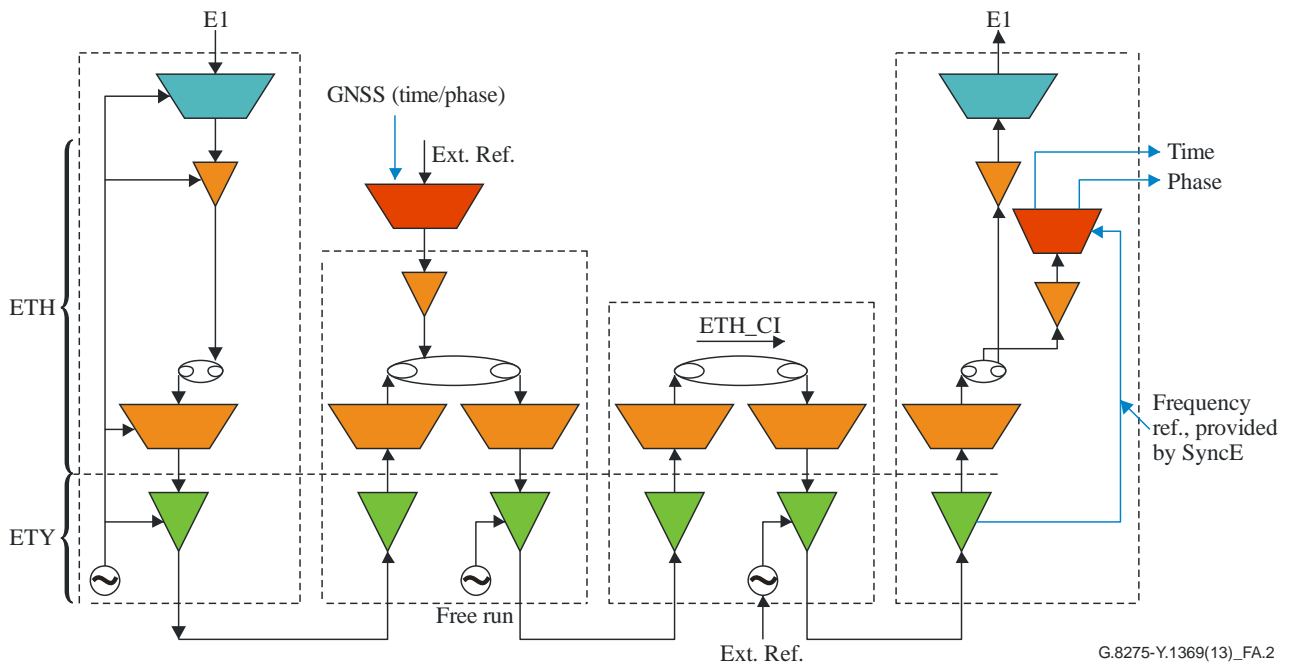 E1
E1
GNSS (time/phase)
Ext. Ref.
Time
Phase
ETH
ETH_CI
Frequency
ref., provided
by SyncE
ETY
Free run
Ext. Ref.
G.8275-Y.1369(13)_FA.2